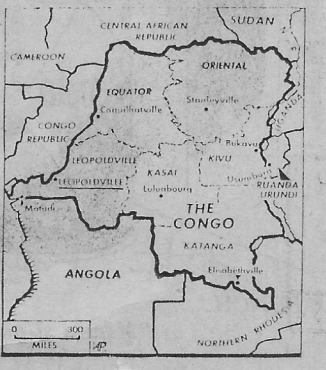 SUDAN
CENTRAL AFRICAN
REPUBLIC
CAMEROON
ORIENTAL
EQUATOR
Stanleyville
Coquilhatville
UGANDA
CONGO
REPUBLIC
Bukavu
LEOPOLDVILLE
KIVU
KASAI
Usumbura
LEOPOLDVILLE
RUANDA
URUNDI
Luluabourg
Matadi
THE
CONGO
KATANGA
ANGOLA
Elisabethville
0 300
MILES
AP
NORTHERN RHODESIA